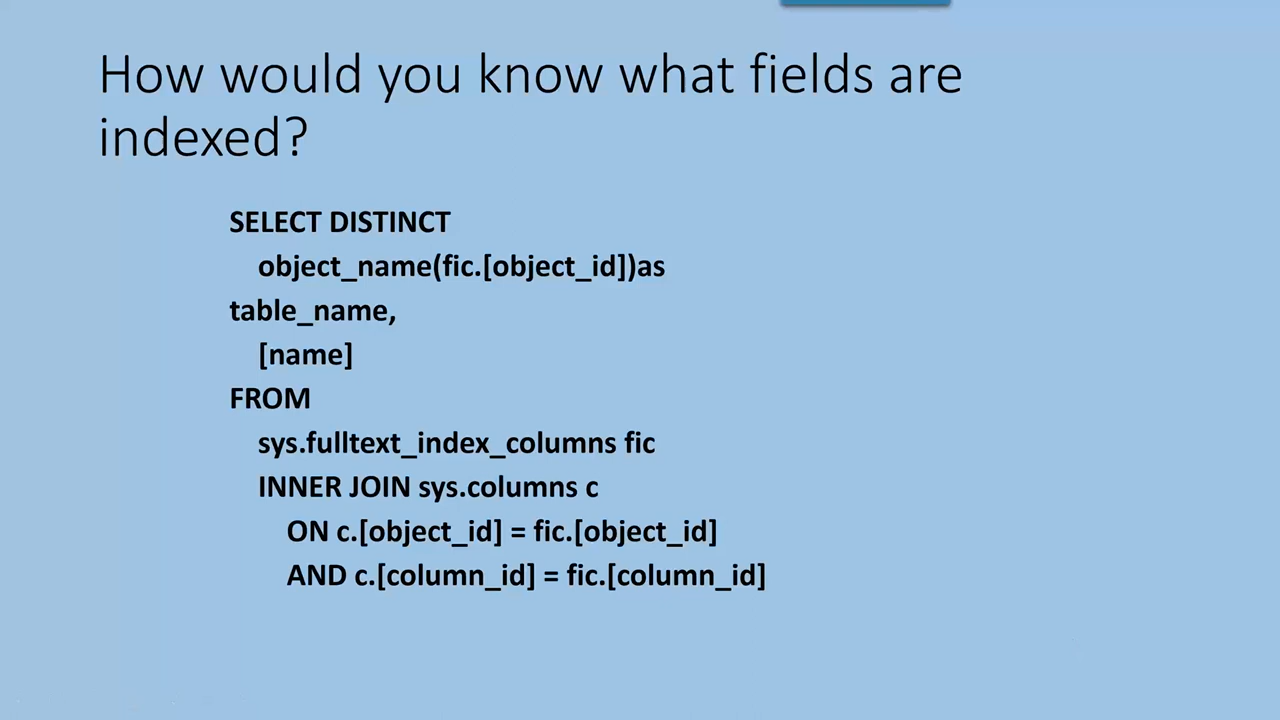 How would you know what fields are
indexed?
SELECT DISTINCT
object_name(fic.[object_id])as
table_name,
[name]
FROM
sys.fulltext_index_columns fic
INNER JOIN sys.columns c
ON c.[object_id] = fic.[object_id]
AND c.[column_id] = fic.[column_id]